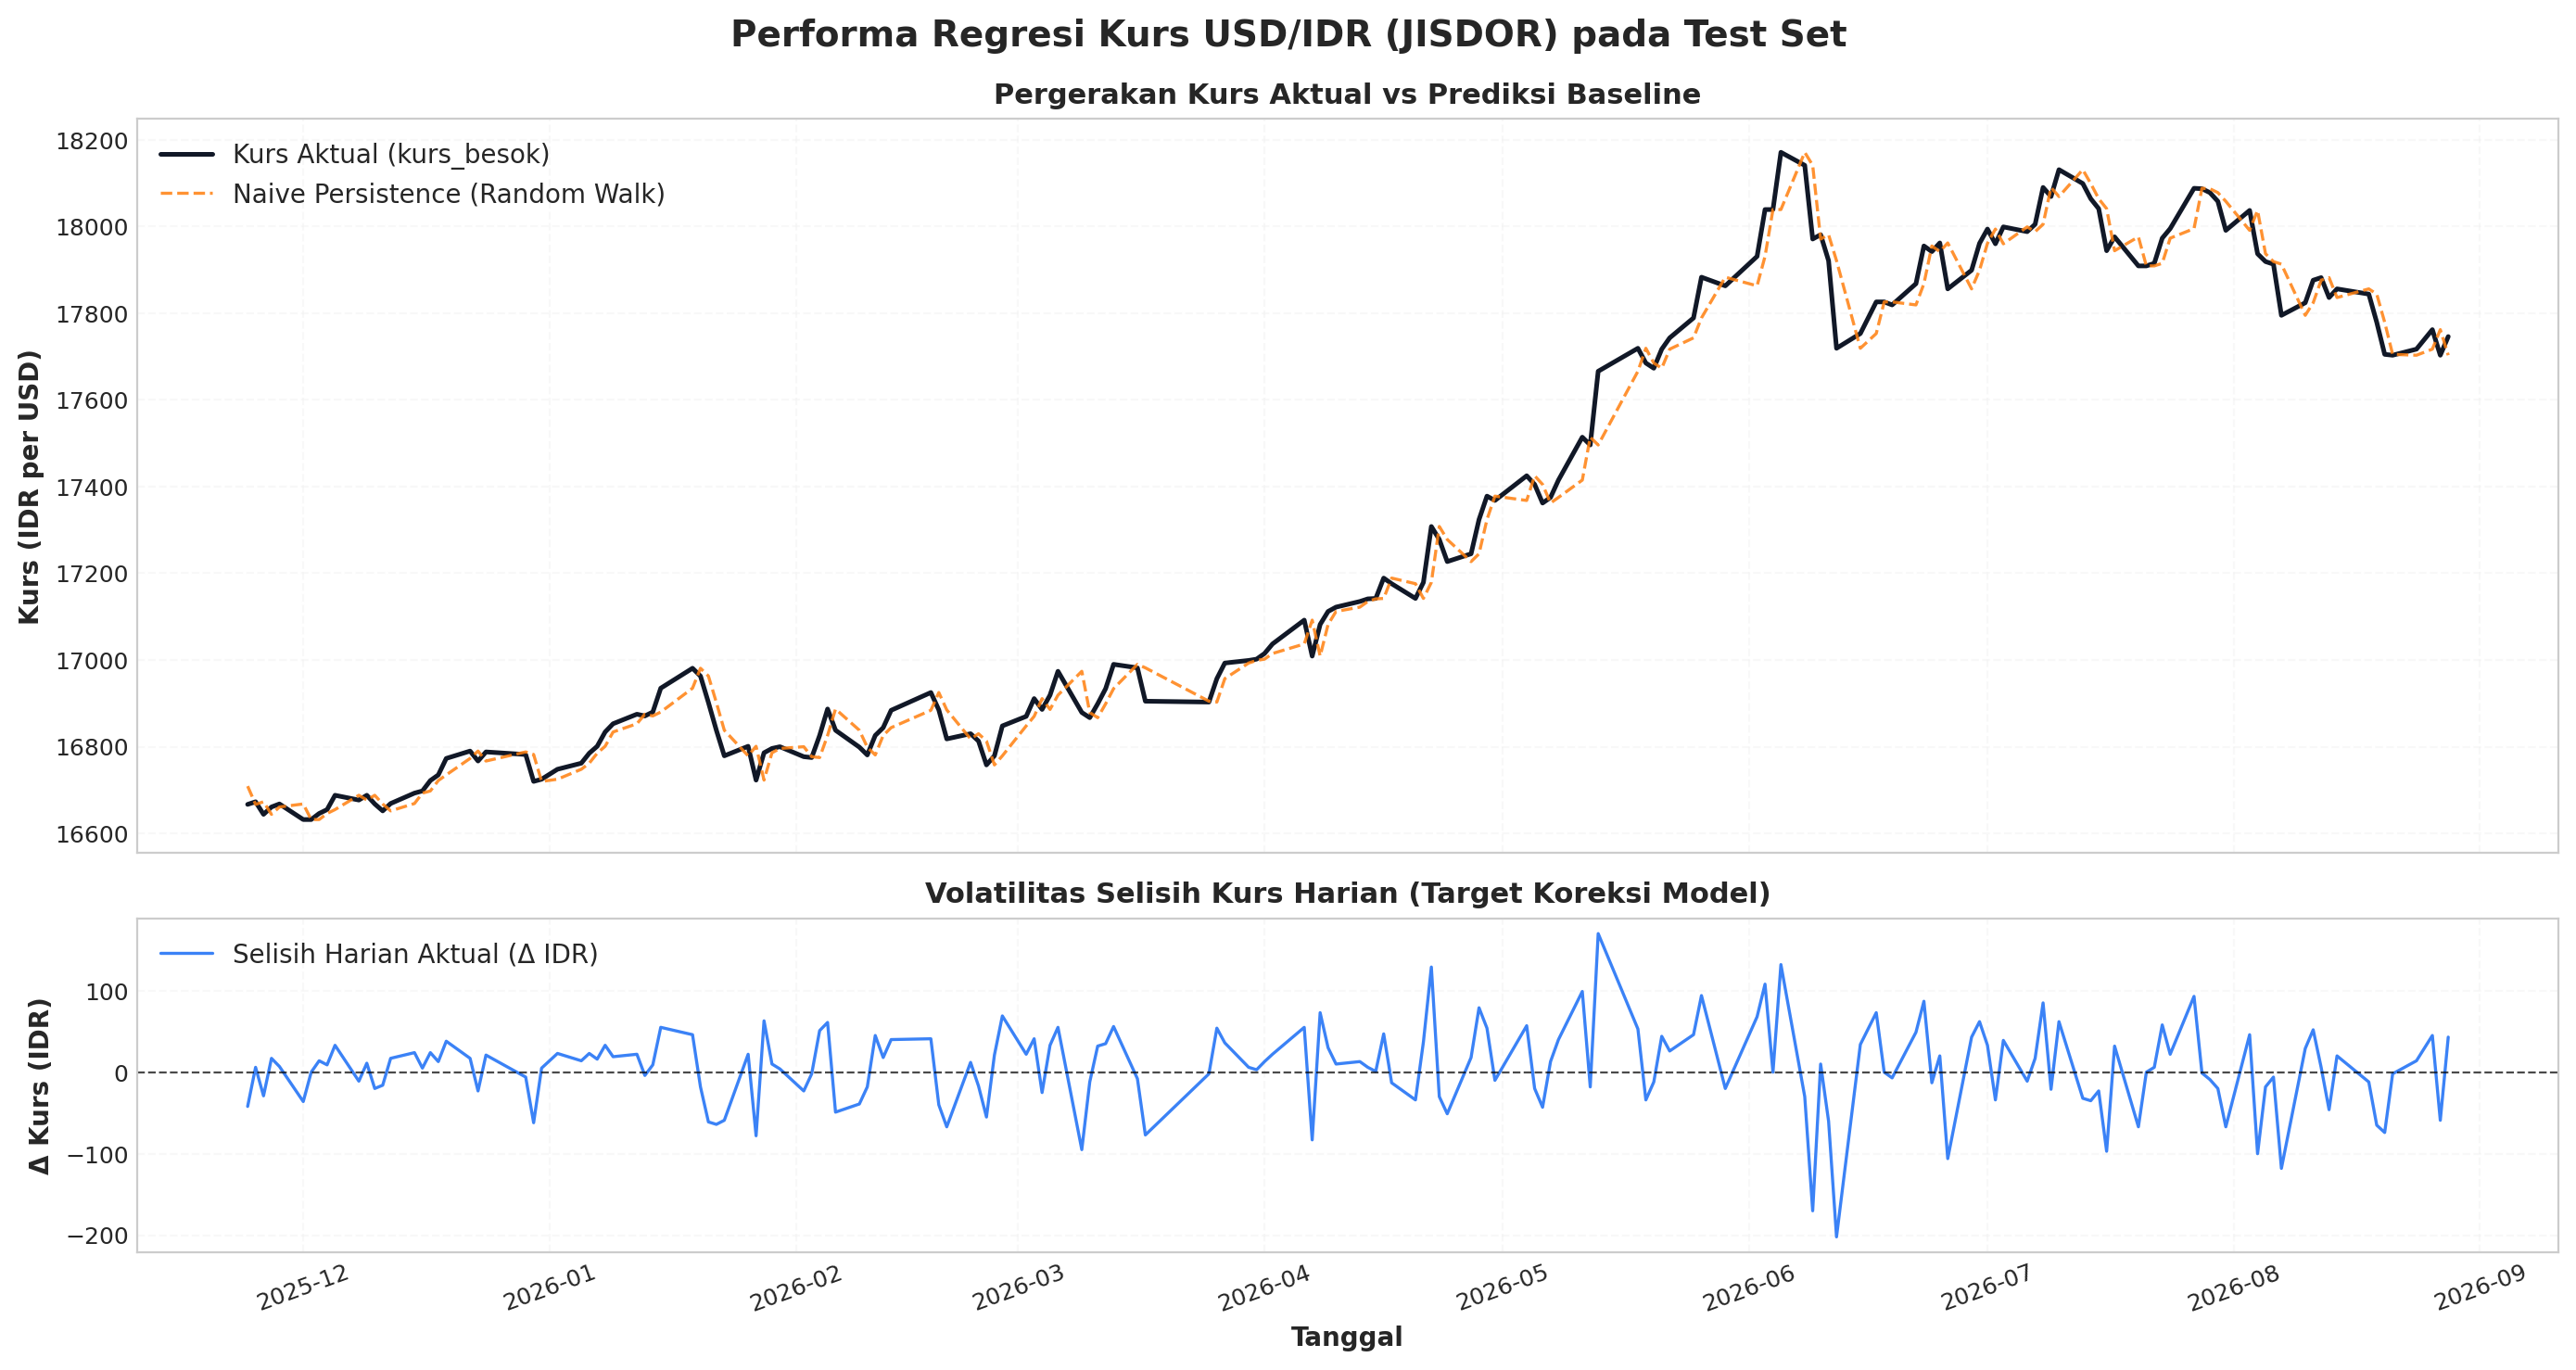 Performa Regresi Kurs USD/IDR (JISDOR) pada Test Set
Pergerakan Kurs Aktual vs Prediksi Baseline
Kurs Aktual (kurs_besok)
Naive Persistence (Random Walk)
Kurs (IDR per USD)
18200
18000
17800
17600
17400
17200
17000
16800
16600
Volatilitas Selisih Kurs Harian (Target Koreksi Model)
Selisih Harian Aktual (Δ IDR)
Δ Kurs (IDR)
100
0
−100
−200
2025-12
2026-01
2026-02
2026-03
2026-04
2026-05
2026-06
2026-07
2026-08
2026-09
Tanggal